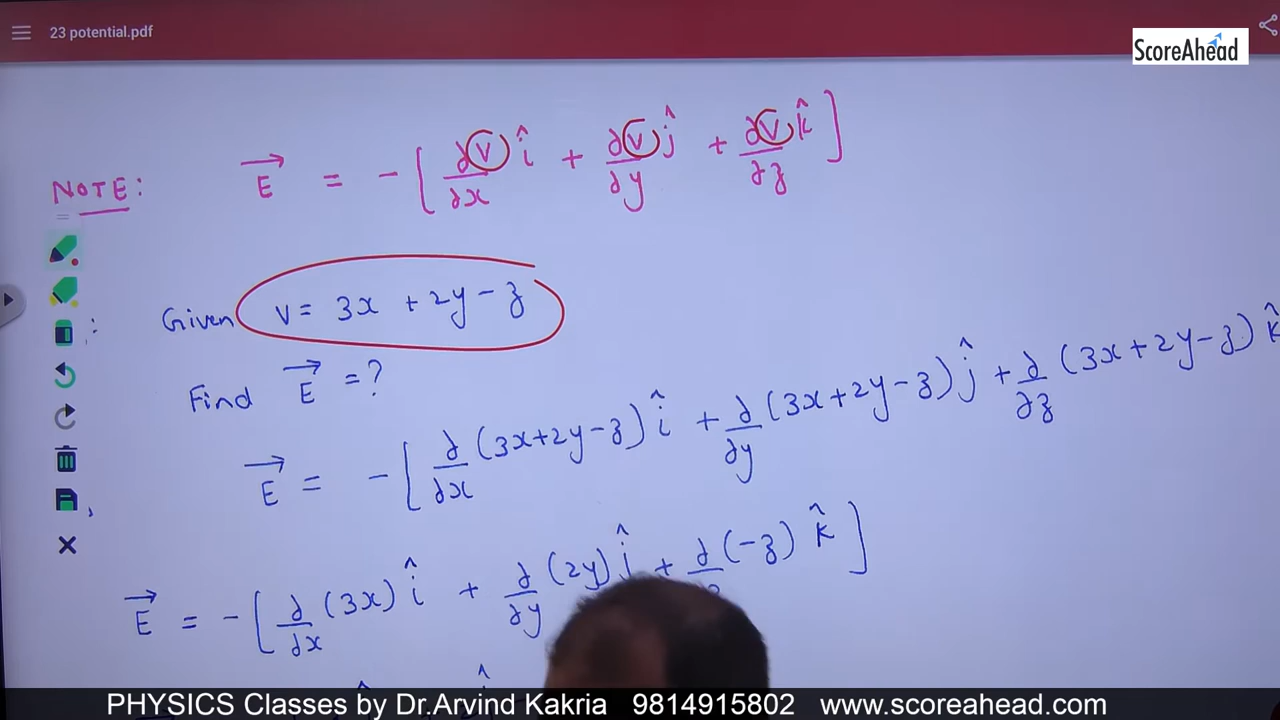 23 potential.pdf
ScoreAhead
NOTE: E⃗ = -[∂V/∂x î + ∂V/∂y ĵ + ∂V/∂z k̂]
Given V = 3x + 2y - z
Find E⃗ = ?
E⃗ = -[∂/∂x (3x+2y-z) î + ∂/∂y (3x+2y-z) ĵ + ∂/∂z (3x+2y-z) k̂
E⃗ = -[∂/∂x (3x) î + ∂/∂y (2y) ĵ + ∂/∂z (-z) k̂]
PHYSICS Classes by Dr.Arvind Kakria 9814915802 www.scoreahead.com